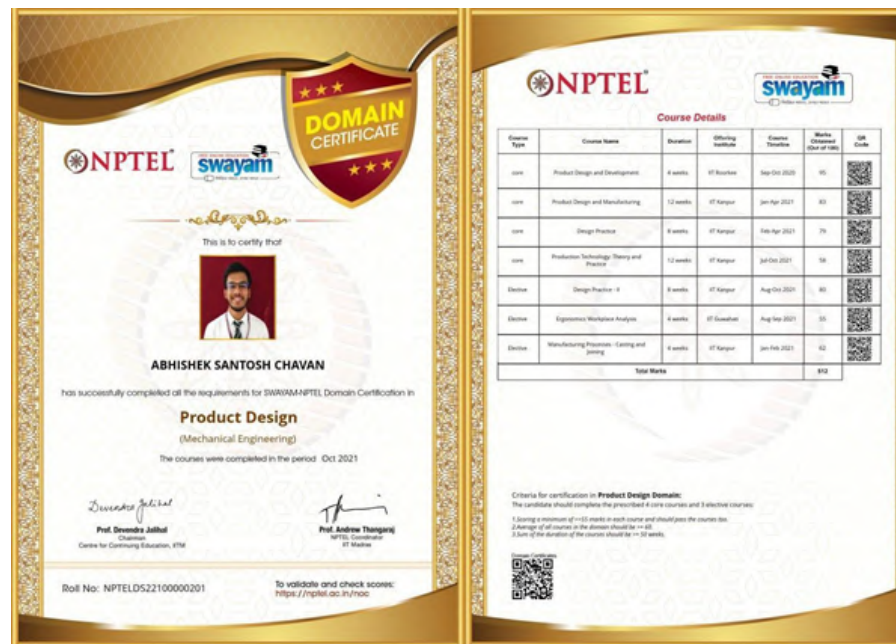 DOMAIN
CERTIFICATE
NPTEL
FREE ONLINE EDUCATION
swayam
This is to certify that
ABHISHEK SANTOSH CHAVAN
has successfully completed all the requirements for SWAYAM-NPTEL Domain Certification in
Product Design
(Mechanical Engineering)
The courses were completed in the period Oct 2021
Devendra Jalihal
Prof. Devendra Jalihal
Chairman
Centre for Continuing Education, IITM
Prof. Andrew Thangaraj
NPTEL Coordinator
IIT Madras
Roll No: NPTELDS22100000201
To validate and check scores:
https://nptel.ac.in/noc
NPTEL
FREE ONLINE EDUCATION
swayam
Course Details
Course Type Course Name Duration Offering Institute Course Timeline Marks Obtained (Out of 100) QR Code
core Product Design and Development 4 weeks IIT Roorkee Sep-Oct 2020 95
core Product Design and Manufacturing 12 weeks IIT Kanpur Jan-Apr 2021 83
core Design Practice 8 weeks IIT Kanpur Feb-Apr 2021 79
core Production Technology: Theory and Practice 12 weeks IIT Kanpur Jul-Oct 2021 58
Elective Design Practice - II 8 weeks IIT Kanpur Aug-Oct 2021 80
Elective Ergonomics Workplace Analysis 4 weeks IIT Guwahati Aug-Sep 2021 55
Elective Manufacturing Processes - Casting and Joining 4 weeks IIT Kanpur Jan-Feb 2021 62
Total Marks 512
Criteria for certification in Product Design Domain:
The candidate should complete the prescribed 4 core courses and 3 elective courses:
1.Scoring a minimum of >=55 marks in each course and should pass the courses too.
2.Average of all courses in the domain should be >= 60.
3.Sum of the duration of the courses should be >= 50 weeks.
Domain Certificates